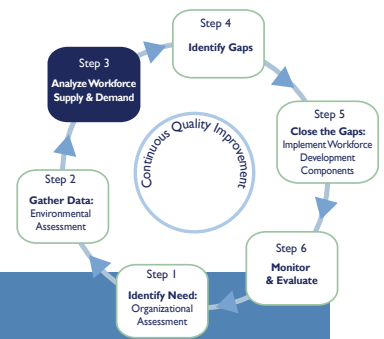 Step 4
Identify Gaps
Step 3
Analyze Workforce
Supply & Demand
Step 5
Close the Gaps:
Implement Workforce
Development
Components
Continuous Quality Improvement
Step 2
Gather Data:
Environmental
Assessment
Step 6
Monitor
& Evaluate
Step 1
Identify Need:
Organizational
Assessment